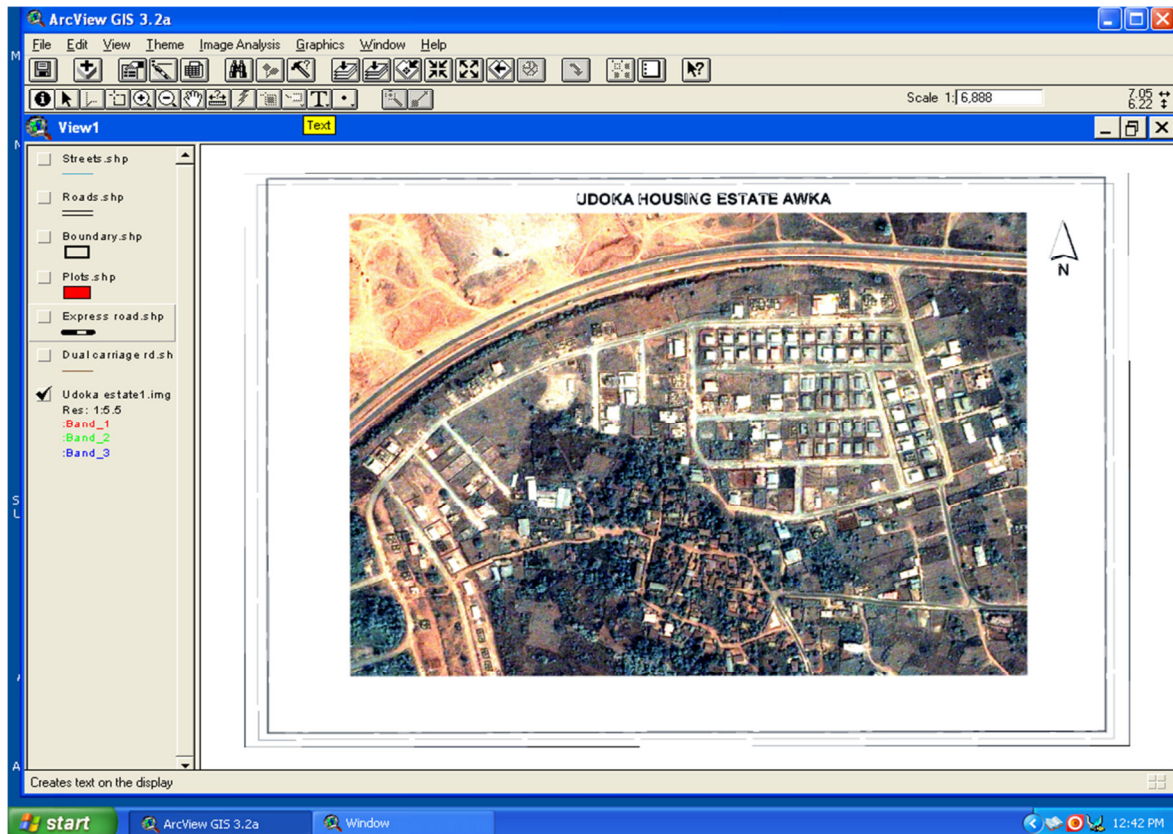 ArcView GIS 3.2a
File Edit View Theme Image Analysis Graphics Window Help
Scale 1: 6,888
7.05
6.22
View1
Text
Streets.shp
Roads.shp
Boundary.shp
Plots.shp
Express road.shp
Dual carriage rd.sh
Udoka estate1.img
Res: 1:5.5
:Band_1
:Band_2
:Band_3
UDOKA HOUSING ESTATE AWKA
N
Creates text on the display
start ArcView GIS 3.2a Window 12:42 PM